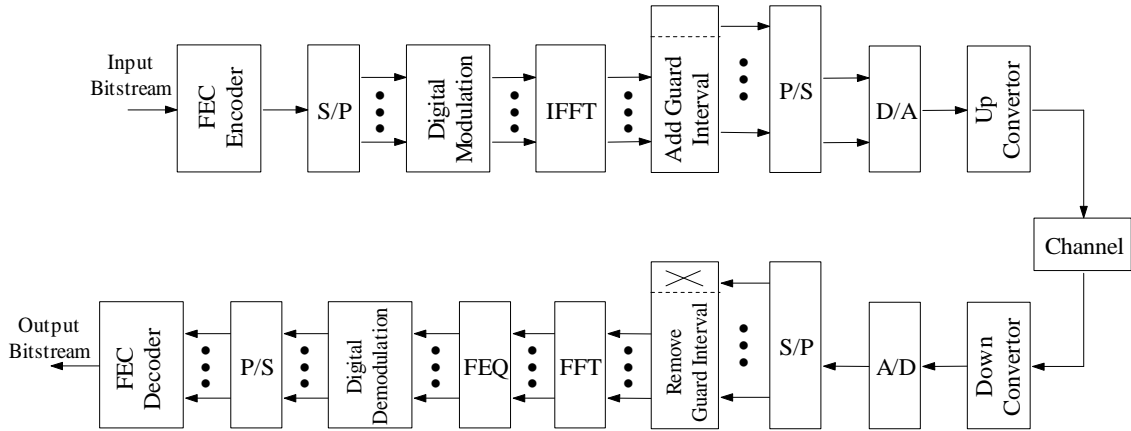 Input
Bitstream
FEC
Encoder
S/P
Digital
Modulation
IFFT
Add Guard
Interval
P/S
D/A
Up
Convertor
Channel
Output
Bitstream
FEC
Decoder
P/S
Digital
Demodulation
FEQ
FFT
Remove
Guard Interval
S/P
A/D
Down
Convertor